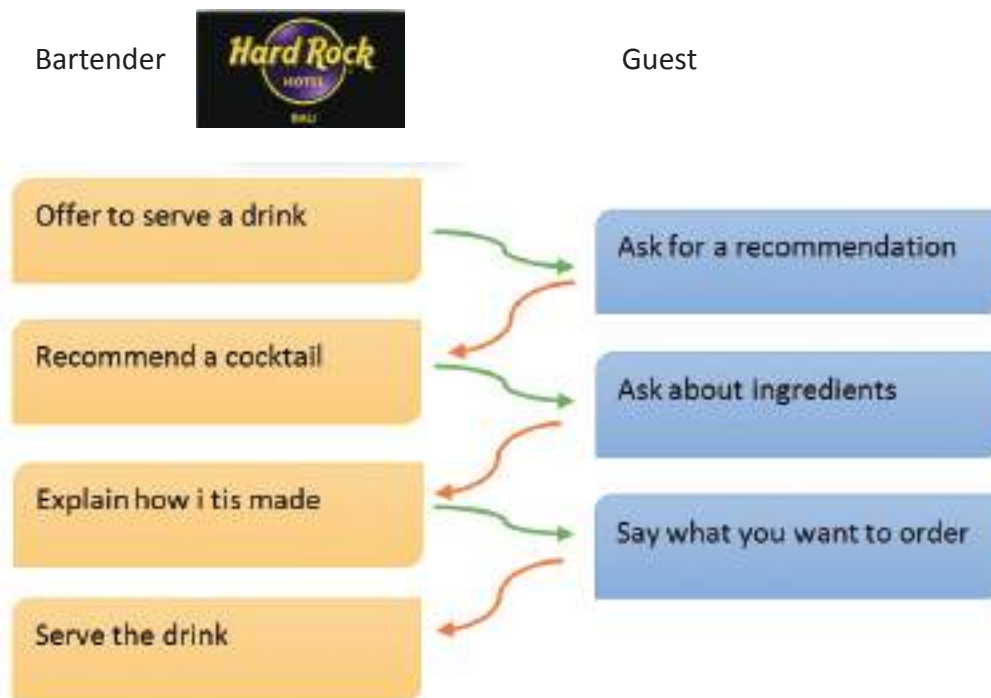 Bartender
Hard Rock
HOTEL
BALI
Guest
Offer to serve a drink
Ask for a recommendation
Recommend a cocktail
Ask about ingredients
Explain how i tis made
Say what you want to order
Serve the drink